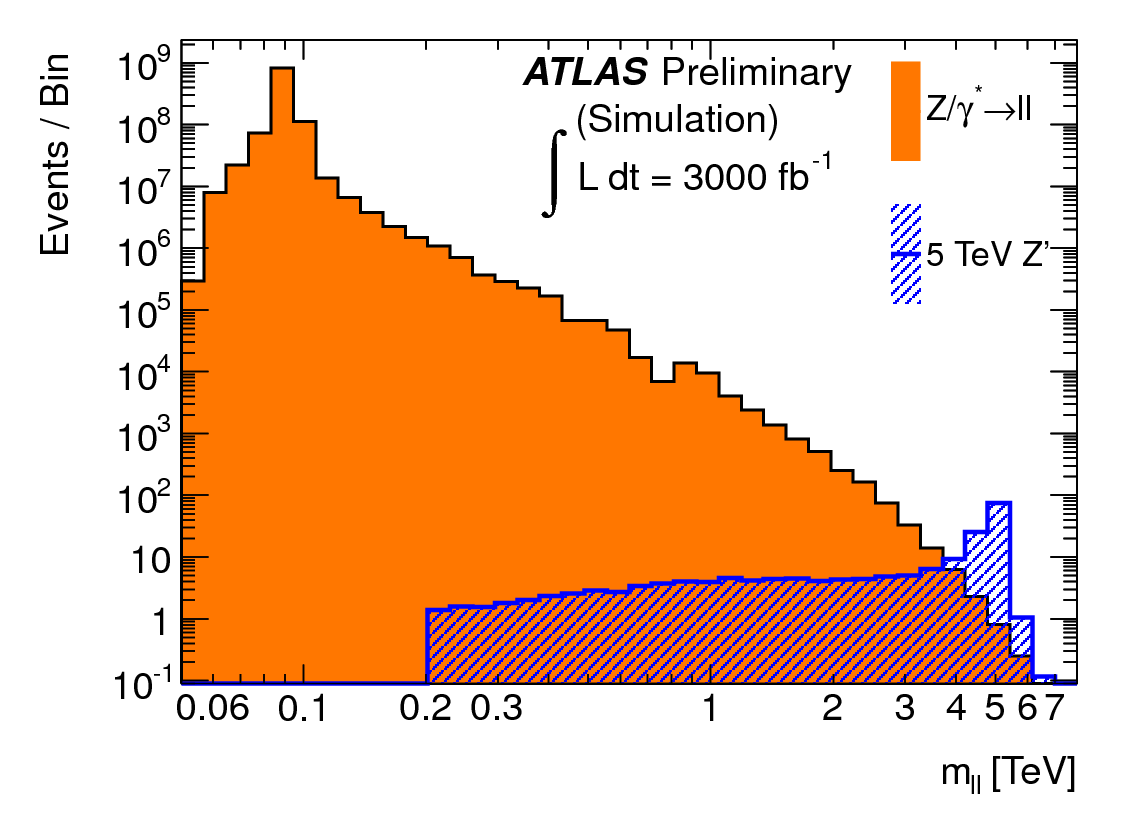 Events / Bin
10⁹
10⁸
10⁷
10⁶
10⁵
10⁴
10³
10²
10
1
10⁻¹
ATLAS Preliminary
(Simulation)
∫ L dt = 3000 fb⁻¹
Z/γ*→ll
5 TeV Z'
0.06 0.1 0.2 0.3 1 2 3 4 5 6 7
mll [TeV]